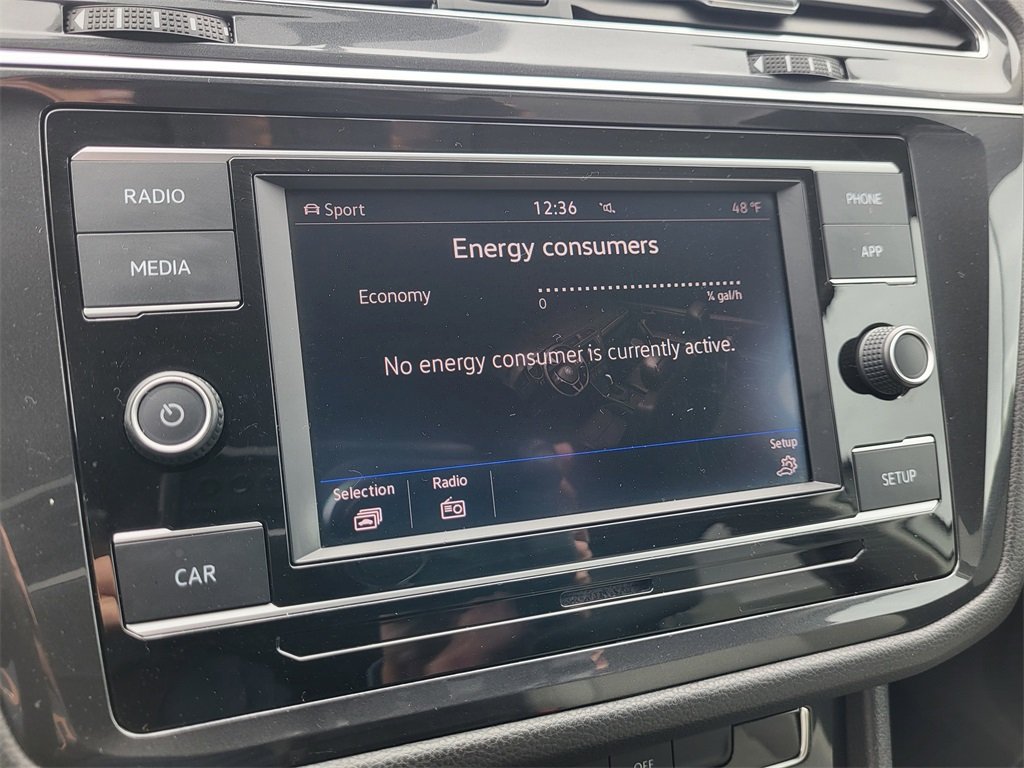 RADIO
MEDIA
CAR
Sport 12:36 48°F
Energy consumers
Economy
0 ⅟₄ gal/h
No energy consumer is currently active.
Selection Radio Setup
PHONE
APP
SETUP
OFF